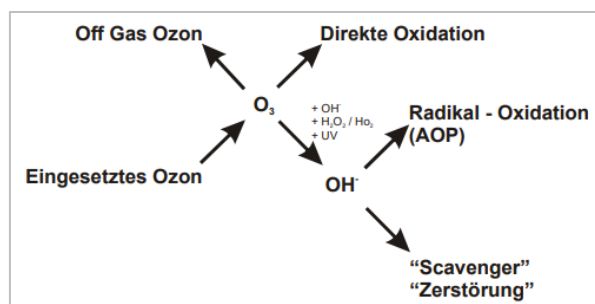 Off Gas Ozon
Direkte Oxidation
O₃
+ OH⁻
+ H₂O₂ / Ho₂
+ UV
Radikal - Oxidation
(AOP)
Eingesetztes Ozon
OH⁻
“Scavenger”
“Zerstörung”